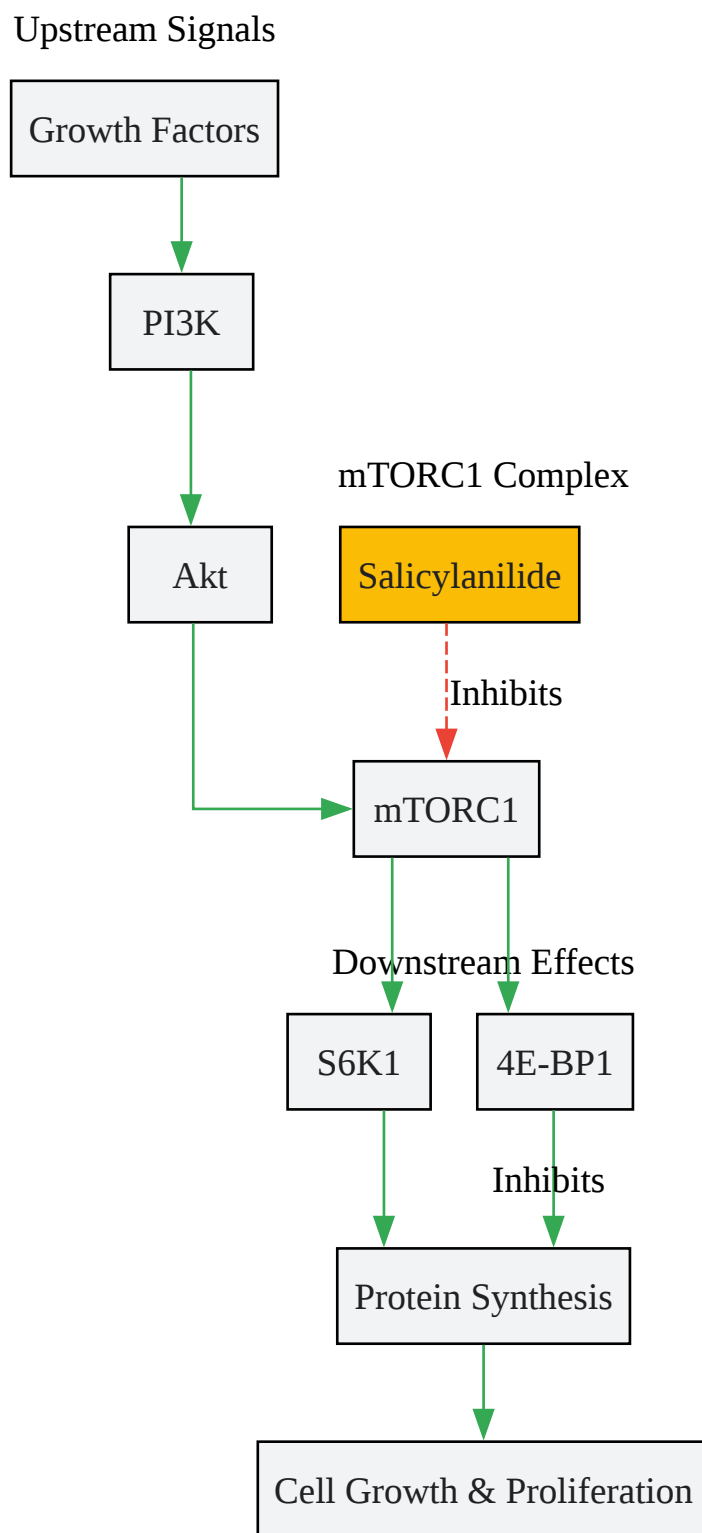 Upstream Signals
Growth Factors
PI3K
mTORC1 Complex
Akt
Salicylanilide
Inhibits
mTORC1
Downstream Effects
S6K1
4E-BP1
Inhibits
Protein Synthesis
Cell Growth & Proliferation